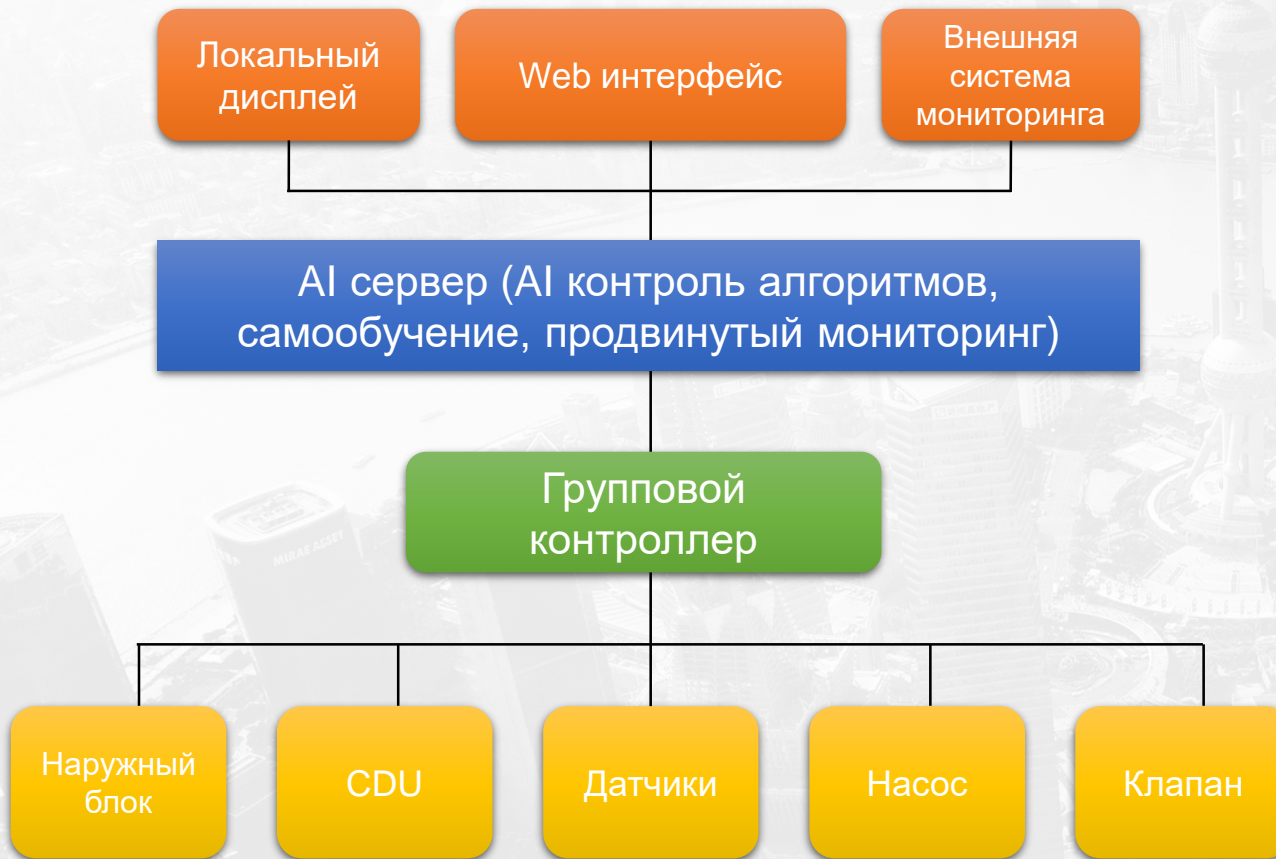 Локальный
дисплей
Web интерфейс
Внешняя
система
мониторинга
AI сервер (AI контроль алгоритмов,
самообучение, продвинутый мониторинг)
Групповой
контроллер
Наружный
блок
CDU
Датчики
Насос
Клапан